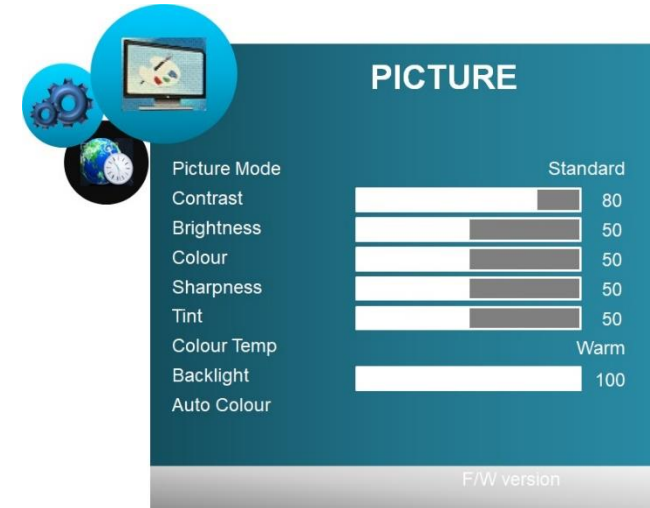 PICTURE
Picture Mode Standard
Contrast 80
Brightness 50
Colour 50
Sharpness 50
Tint 50
Colour Temp Warm
Backlight 100
Auto Colour
F/W version